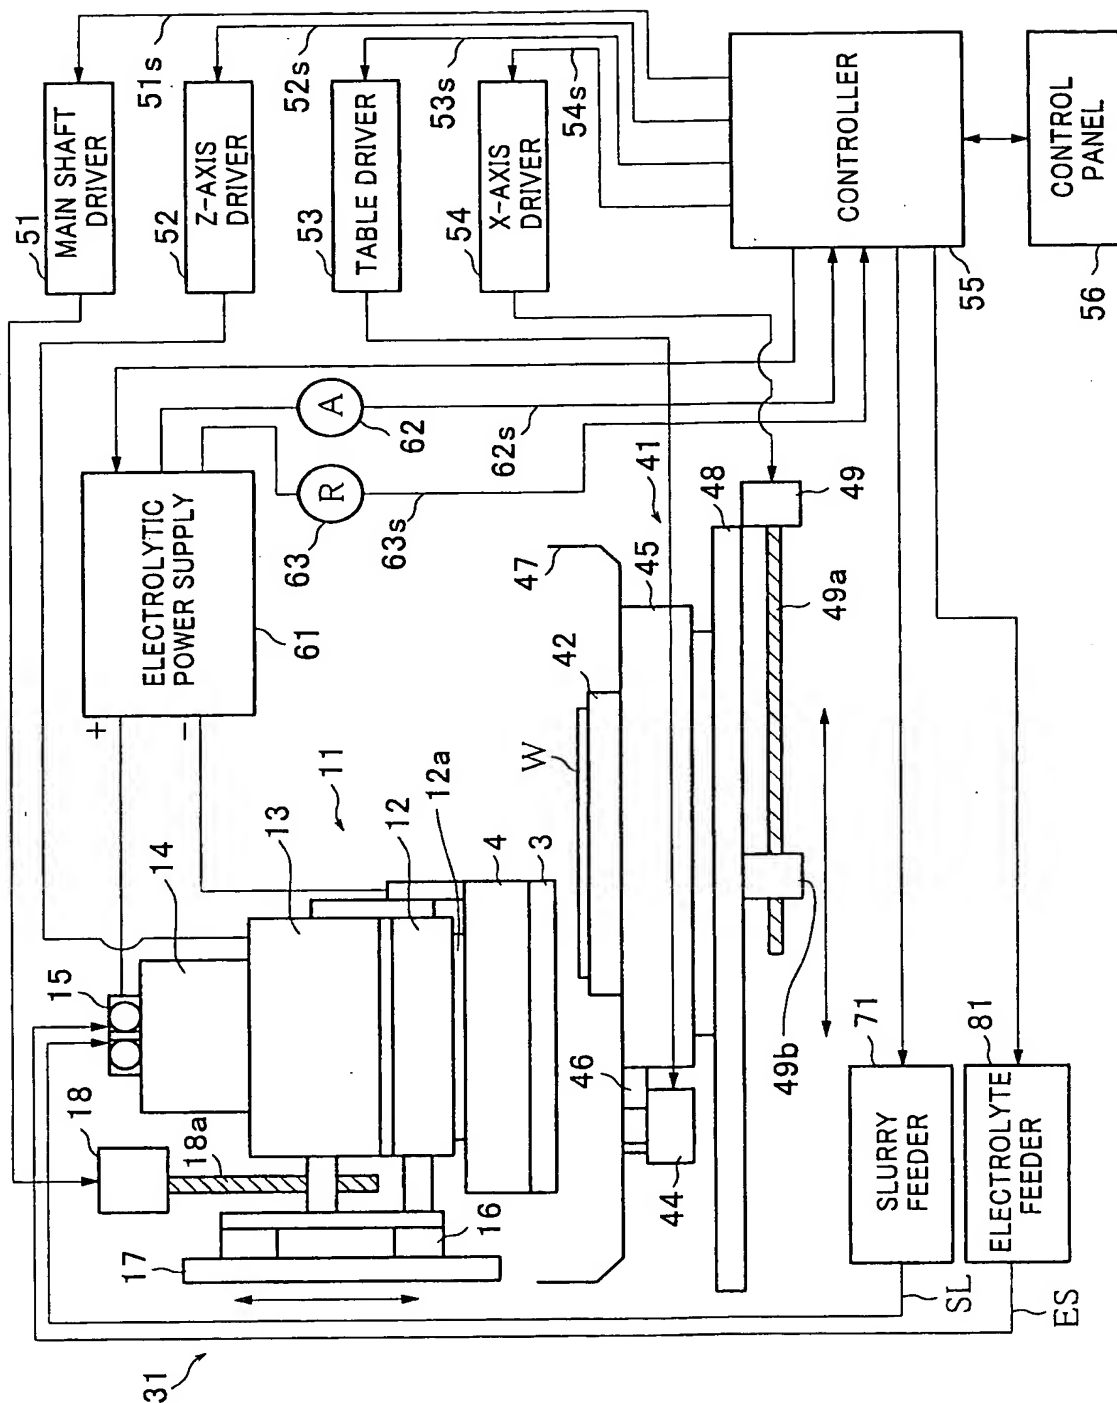 31
17
18
18a
16
15
14
13
11
12
12a
4
3
+
−
ELECTROLYTIC
POWER SUPPLY
61
51
MAIN SHAFT
DRIVER
51s
52
Z-AXIS
DRIVER
52s
53
TABLE DRIVER
53s
54
X-AXIS
DRIVER
54s
A
62
62s
R
63
63s
W
42
47
45
41
48
49
49a
49b
46
44
SLURRY
FEEDER
71
SL
ELECTROLYTE
FEEDER
81
ES
CONTROLLER
55
CONTROL
PANEL
56